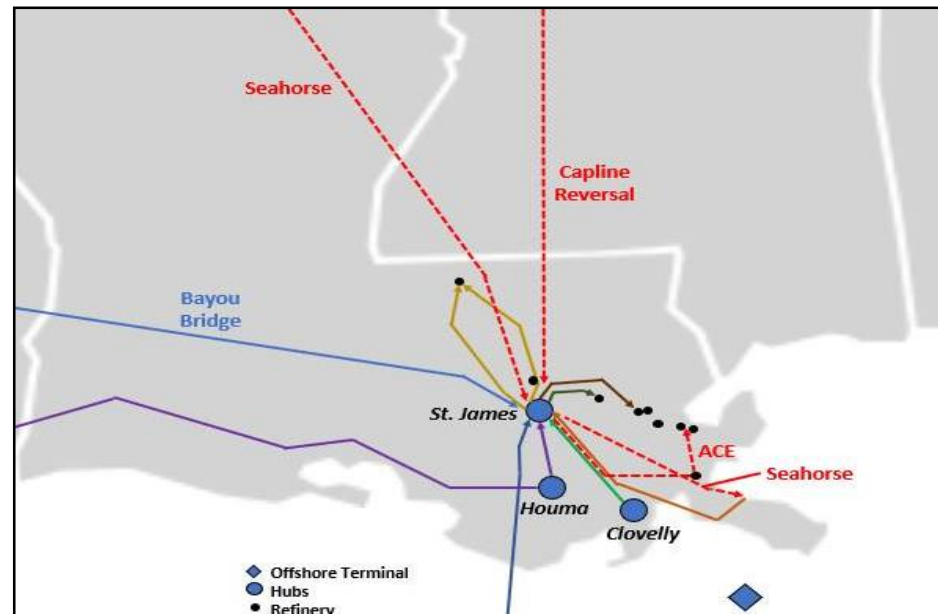 Seahorse
Capline
Reversal
Bayou
Bridge
St. James
ACE
Seahorse
Houma
Clovelly
Offshore Terminal
Hubs
Refinery